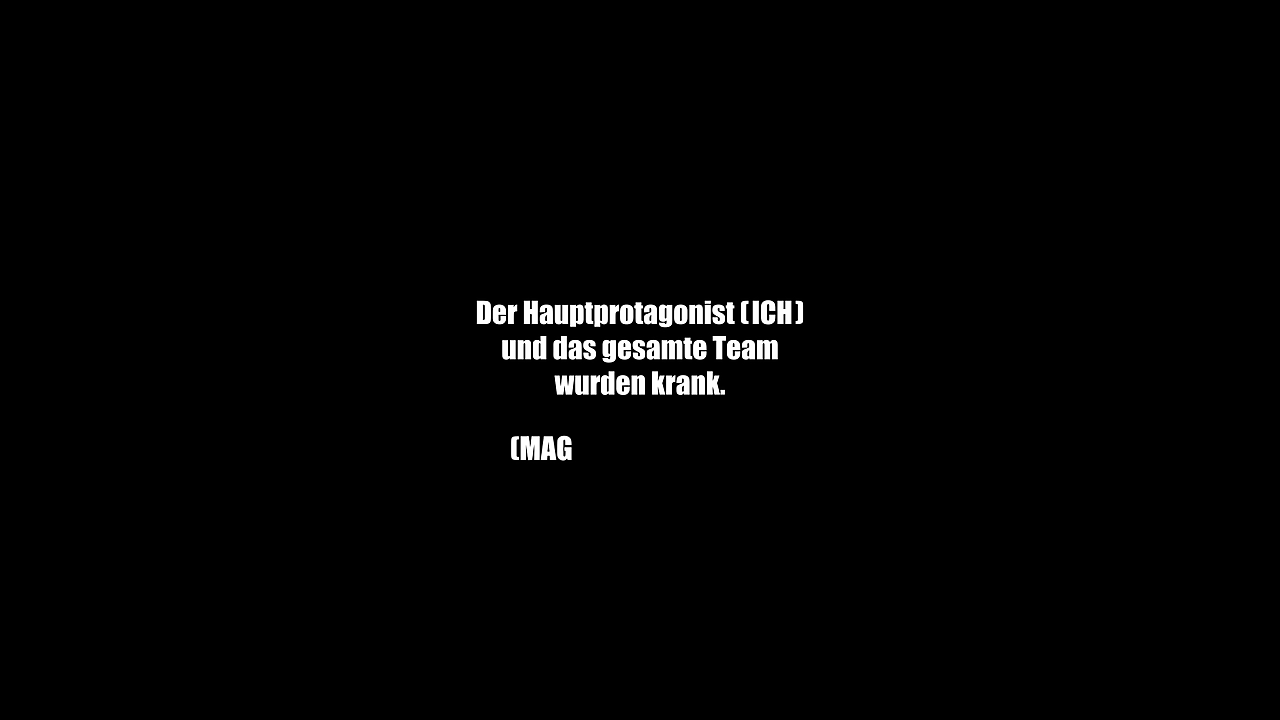 Der Hauptprotagonist (ICH)
und das gesamte Team
wurden krank.
(MAG